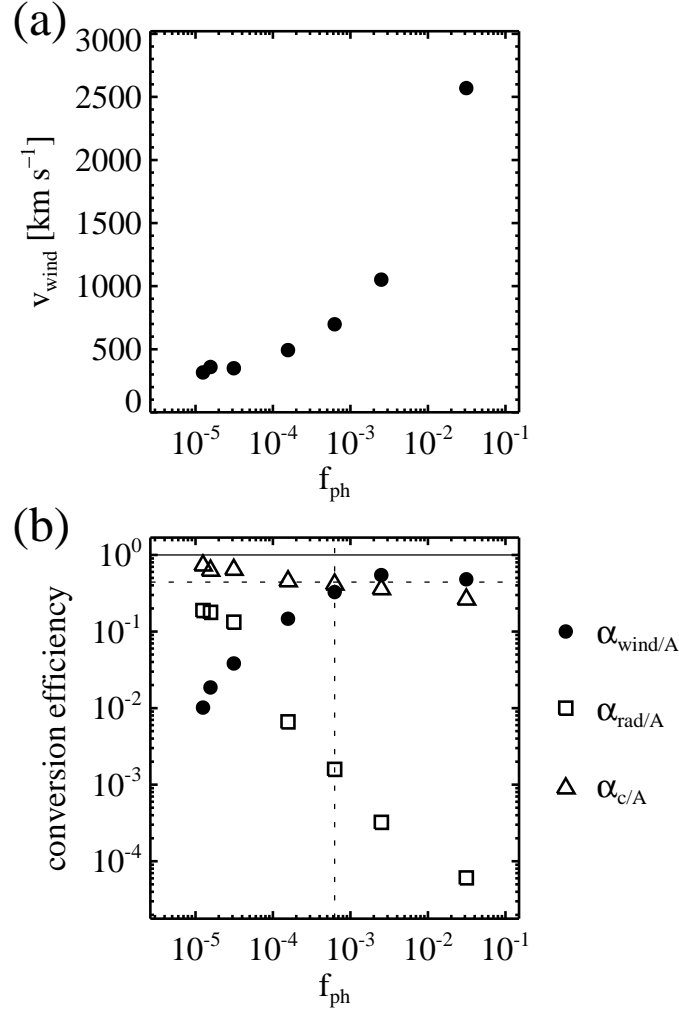 (a)
3000
2500
2000
1500
1000
500
0
v_wind [km s⁻¹]
10⁻⁵ 10⁻⁴ 10⁻³ 10⁻² 10⁻¹
f_ph
(b)
10⁰
10⁻¹
10⁻²
10⁻³
10⁻⁴
conversion efficiency
10⁻⁵ 10⁻⁴ 10⁻³ 10⁻² 10⁻¹
f_ph
α_wind/A
α_rad/A
α_c/A